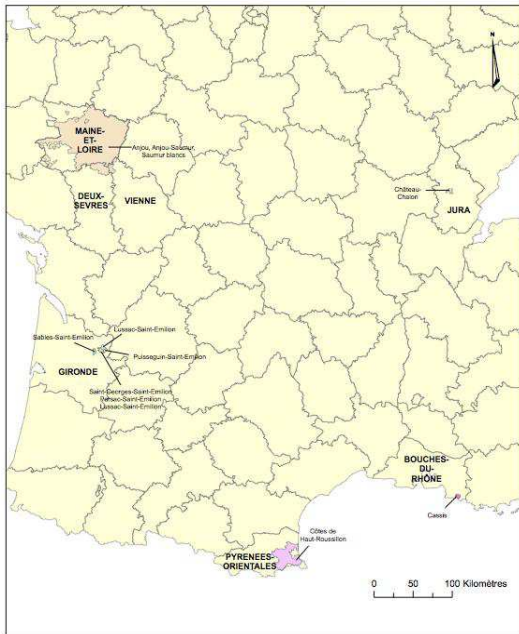 N
MAINE-
ET-
LOIRE
Anjou, Anjou-Saumur,
Saumur blancs
DEUX-
SEVRES
VIENNE
Château-
Chalon
JURA
Lussac-Saint-Emilion
Sables-Saint-Emilion
Puisseguin-Saint-Emilion
GIRONDE
Saint-Georges-Saint-Emilion
Parsac-Saint-Emilion
Lussac-Saint-Emilion
BOUCHES-
DU-
RHÔNE
Cassis
Côtes de
Haut-Roussillon
PYRENEES-
ORIENTALES
0 50 100 Kilomètres